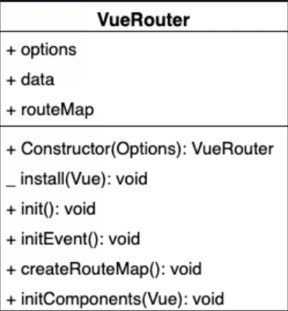 VueRouter
+ options
+ data
+ routeMap
+ Constructor(Options): VueRouter
_ install(Vue): void
+ init(): void
+ initEvent(): void
+ createRouteMap(): void
+ initComponents(Vue): void